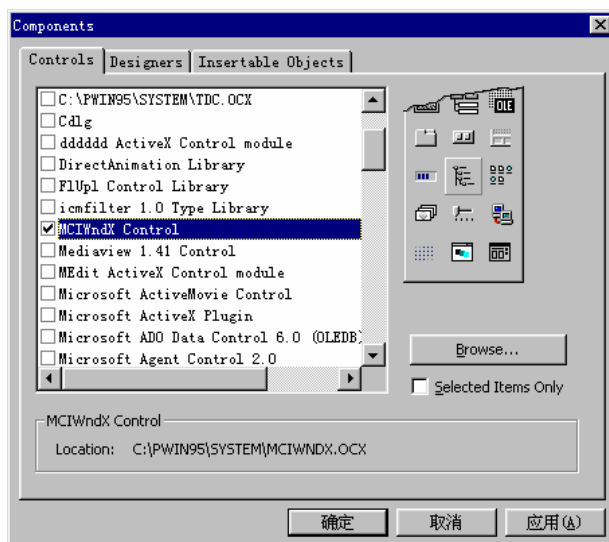 Components
Controls Designers Insertable Objects
C:\PWIN95\SYSTEM\TDC.OCX
Cdlg
dddddd ActiveX Control module
DirectAnimation Library
FlUpl Control Library
icmfilter 1.0 Type Library
MCIWndX Control
Mediaview 1.41 Control
MEdit ActiveX Control module
Microsoft ActiveMovie Control
Microsoft ActiveX Plugin
Microsoft ADO Data Control 6.0 (OLEDB)
Microsoft Agent Control 2.0
OLE
Browse...
Selected Items Only
MCIWndX Control
Location: C:\PWIN95\SYSTEM\MCIWNDX.OCX
确定 取消 应用(A)